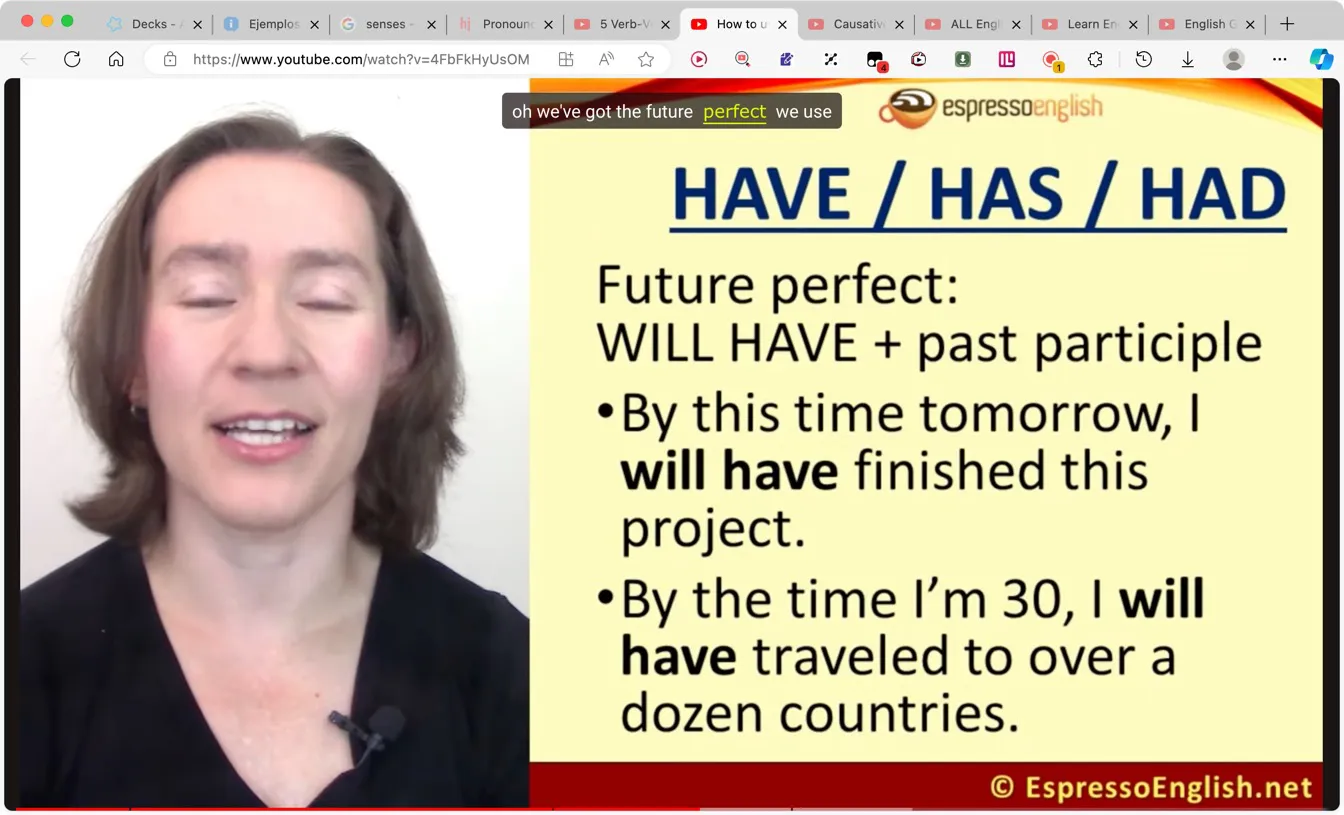 Decks -
Ejemplos
senses -
Pronoun
5 Verb-V
How to u
Causativ
ALL Engl
Learn En
English G
https://www.youtube.com/watch?v=4FbFkHyUsOM
4
1
oh we've got the future perfect we use
espressoenglish
HAVE / HAS / HAD
Future perfect:
WILL HAVE + past participle
•By this time tomorrow, I
will have finished this
project.
•By the time I'm 30, I will
have traveled to over a
dozen countries.
© EspressoEnglish.net